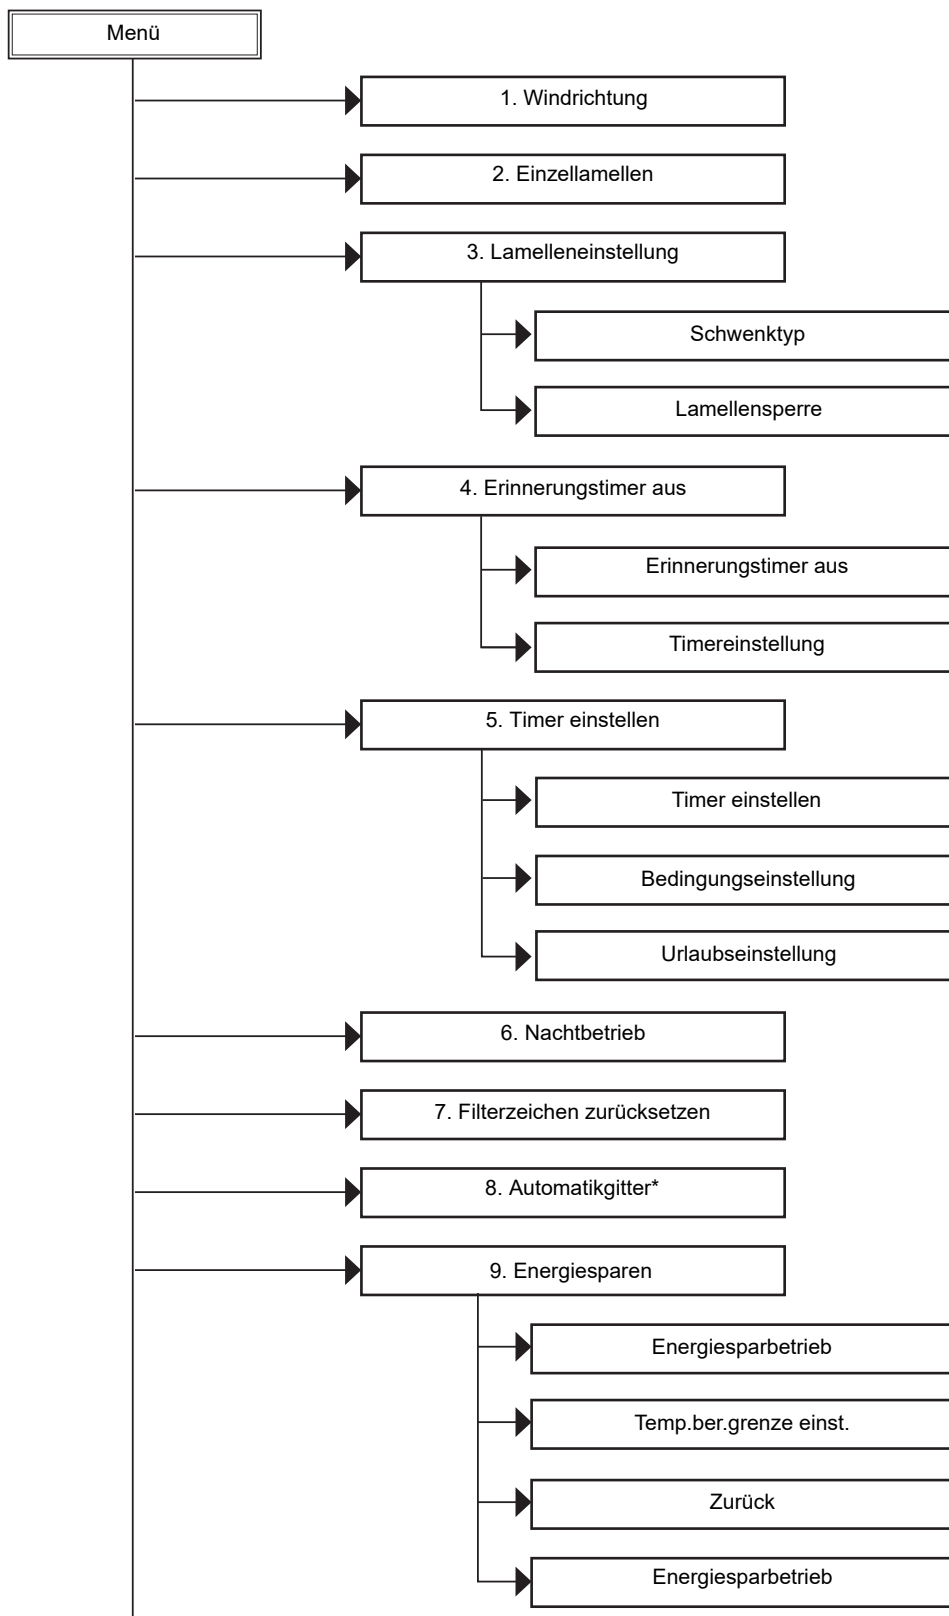 Menü
1. Windrichtung
2. Einzellamellen
3. Lamelleneinstellung
Schwenktyp
Lamellensperre
4. Erinnerungstimer aus
Erinnerungstimer aus
Timereinstellung
5. Timer einstellen
Timer einstellen
Bedingungseinstellung
Urlaubseinstellung
6. Nachtbetrieb
7. Filterzeichen zurücksetzen
8. Automatikgitter*
9. Energiesparen
Energiesparbetrieb
Temp.ber.grenze einst.
Zurück
Energiesparbetrieb